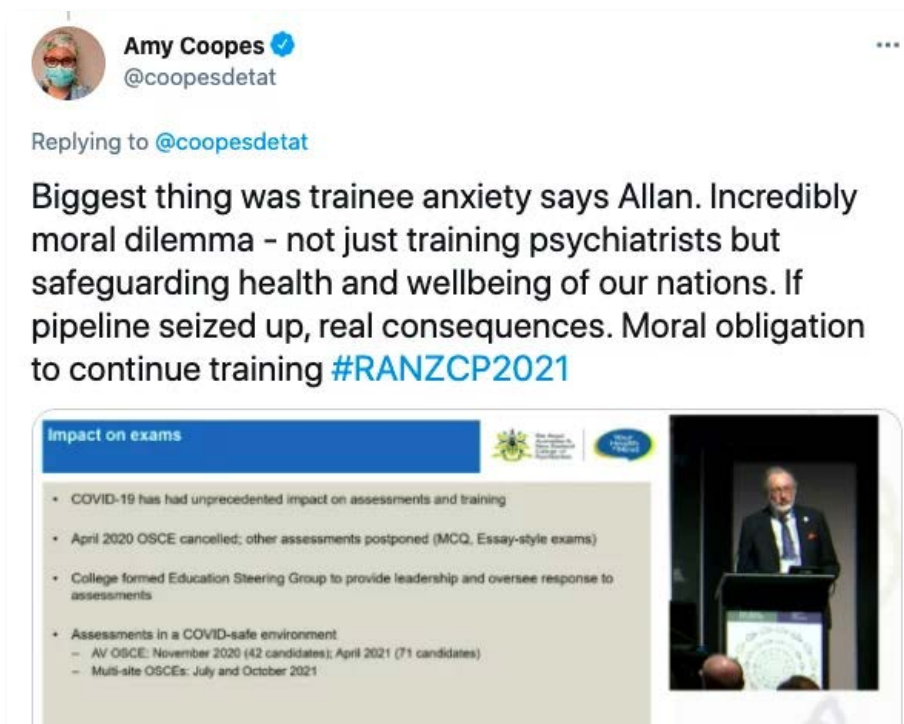 Amy Coopes
@coopesdetat
Replying to @coopesdetat
Biggest thing was trainee anxiety says Allan. Incredibly
moral dilemma - not just training psychiatrists but
safeguarding health and wellbeing of our nations. If
pipeline seized up, real consequences. Moral obligation
to continue training #RANZCP2021
Impact on exams
Your
Health
in Mind
• COVID-19 has had unprecedented impact on assessments and training
• April 2020 OSCE cancelled; other assessments postponed (MCQ, Essay-style exams)
• College formed Education Steering Group to provide leadership and oversee response to
assessments
• Assessments in a COVID-safe environment
– AV OSCE: November 2020 (42 candidates); April 2021 (71 candidates)
– Multi-site OSCEs: July and October 2021